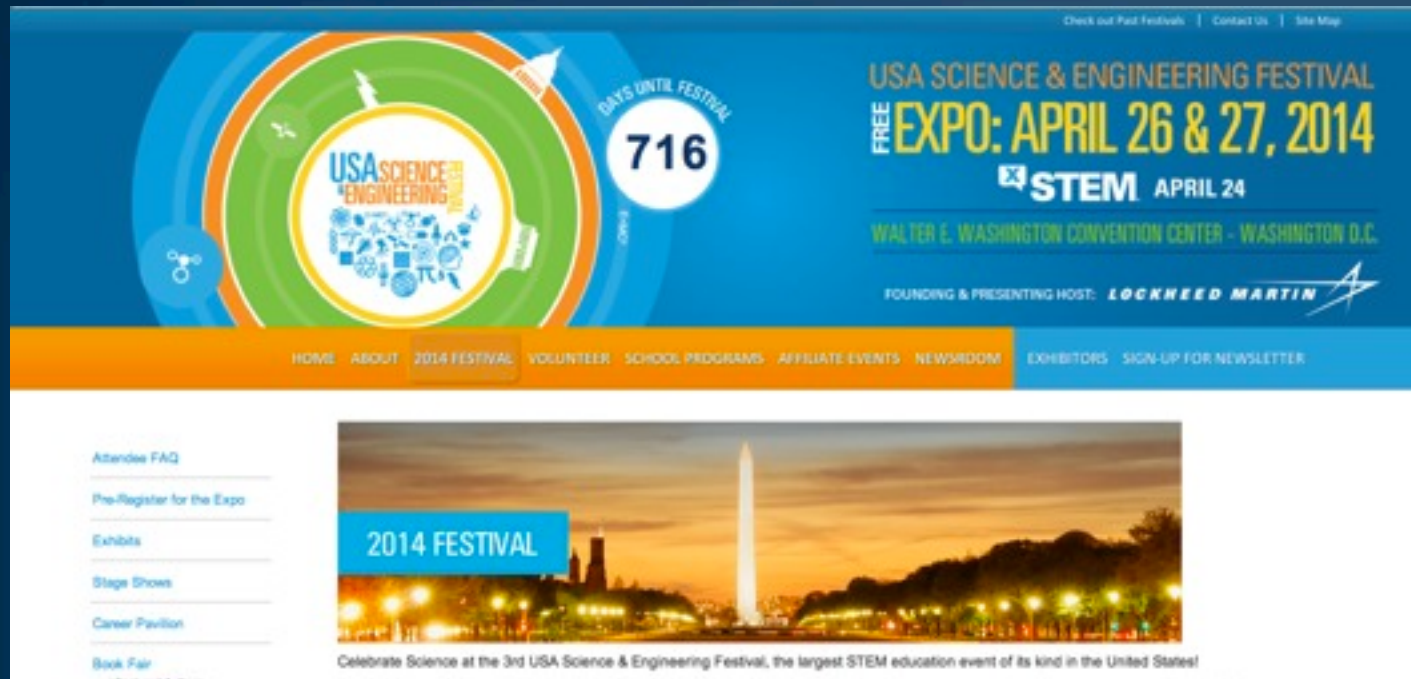 Check out Past Festivals | Contact Us | Site Map
DAYS UNTIL FESTIVAL
716
USA SCIENCE
& ENGINEERING
FESTIVAL
USA SCIENCE & ENGINEERING FESTIVAL
FREE EXPO: APRIL 26 & 27, 2014
X STEM APRIL 24
WALTER E. WASHINGTON CONVENTION CENTER - WASHINGTON D.C.
FOUNDING & PRESENTING HOST: LOCKHEED MARTIN
HOME ABOUT 2014 FESTIVAL VOLUNTEER SCHOOL PROGRAMS AFFILIATE EVENTS NEWSROOM EXHIBITORS SIGN-UP FOR NEWSLETTER
Attendee FAQ
Pre-Register for the Expo
Exhibits
Stage Shows
Career Pavilion
Book Fair
2014 FESTIVAL
Celebrate Science at the 3rd USA Science & Engineering Festival, the largest STEM education event of its kind in the United States!